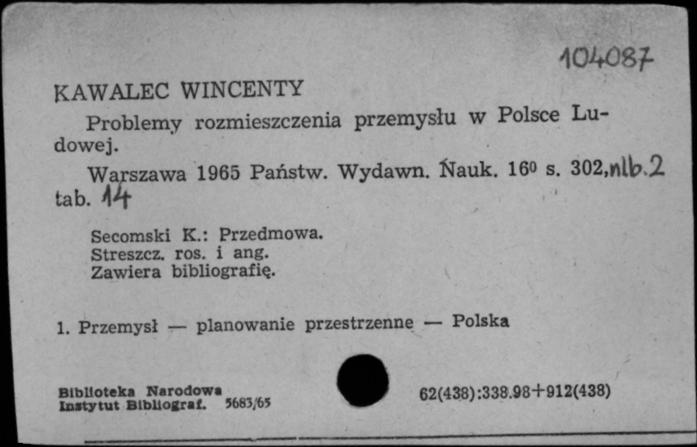 104087
KAWALEC WINCENTY
Problemy rozmieszczenia przemysłu w Polsce Lu-
dowej.
Warszawa 1965 Państw. Wydawn. Nauk. 16⁰ s. 302, nlb. 2
tab. 14
Secomski K.: Przedmowa.
Streszcz. ros. i ang.
Zawiera bibliografię.
1. Przemysł — planowanie przestrzenne — Polska
Biblioteka Narodowa
Instytut Bibliograf. 5683/65
62(438):338.98+912(438)